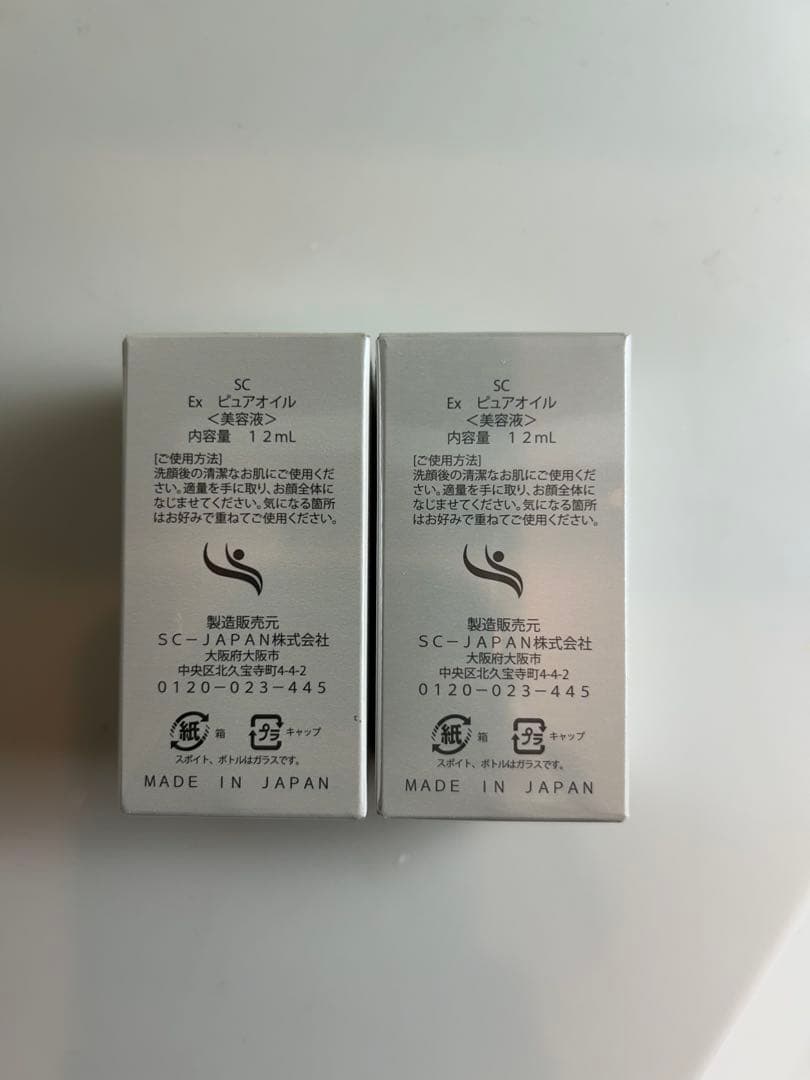 SC
Ex ピュアオイル
＜美容液＞
内容量 １２mL
[ご使用方法]
洗顔後の清潔なお肌にご使用くだ
さい。適量を手に取り、お顔全体に
なじませてください。気になる箇所
はお好みで重ねてご使用ください。
製造販売元
ＳＣ－ＪＡＰＡＮ株式会社
大阪府大阪市
中央区北久宝寺町4-4-2
０１２０－０２３－４４５
紙 箱 プラ キャップ
スポイト、ボトルはガラスです。
ＭＡＤＥ ＩＮ ＪＡＰＡＮ
SC
Ex ピュアオイル
＜美容液＞
内容量 １２mL
[ご使用方法]
洗顔後の清潔なお肌にご使用くだ
さい。適量を手に取り、お顔全体に
なじませてください。気になる箇所
はお好みで重ねてご使用ください。
製造販売元
ＳＣ－ＪＡＰＡＮ株式会社
大阪府大阪市
中央区北久宝寺町4-4-2
０１２０－０２３－４４５
紙 箱 プラ キャップ
スポイト、ボトルはガラスです。
ＭＡＤＥ ＩＮ ＪＡＰＡＮ